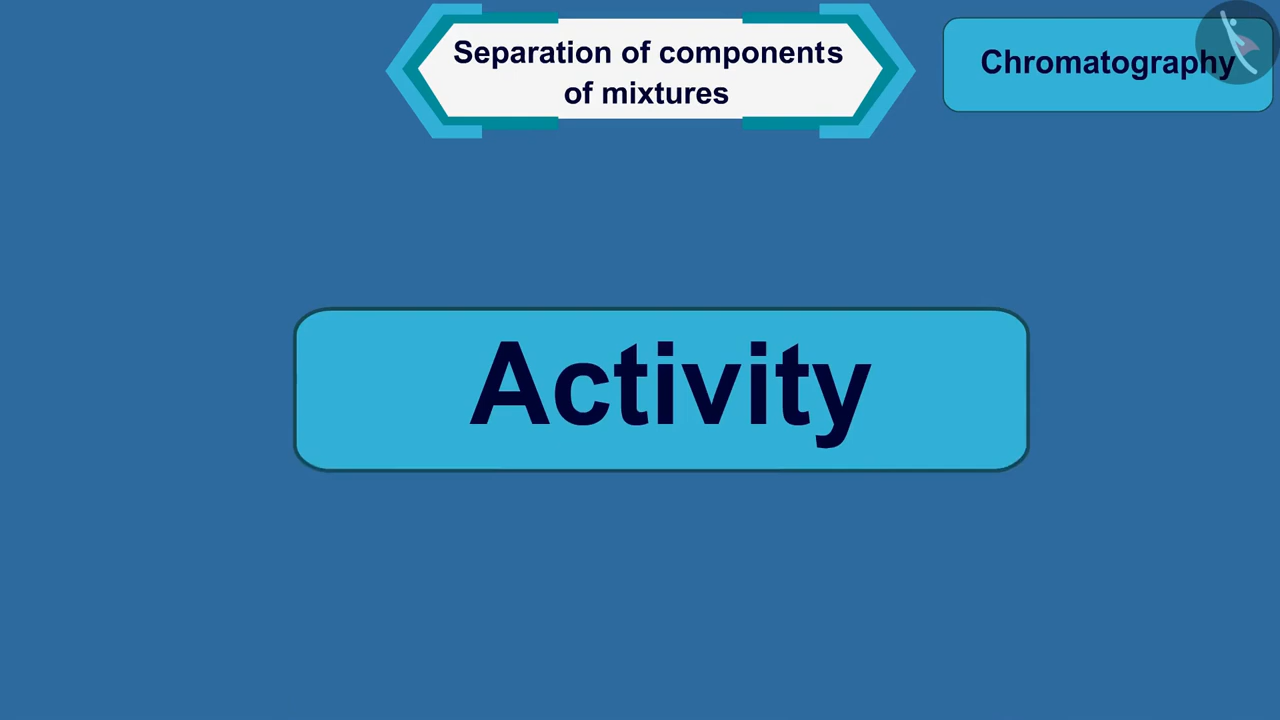 Separation of components
of mixtures
Chromatography
Activity